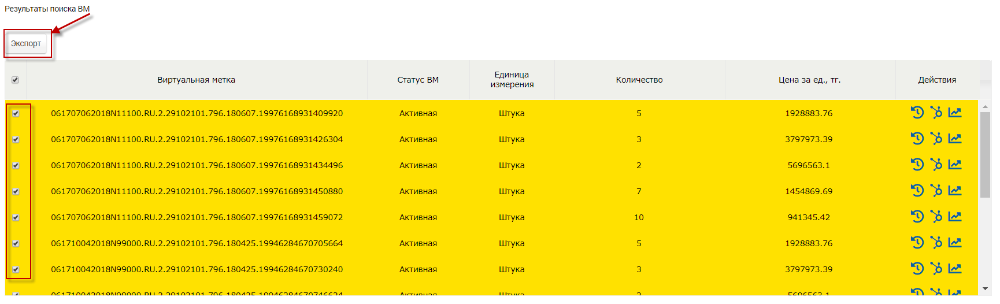 Результаты поиска ВМ
Экспорт
Виртуальная метка Статус ВМ Единица измерения Количество Цена за ед., тг. Действия
061707062018N11100.RU.2.29102101.796.180607.19976168931409920 Активная Штука 5 1928883.76
061707062018N11100.RU.2.29102101.796.180607.19976168931426304 Активная Штука 3 3797973.39
061707062018N11100.RU.2.29102101.796.180607.19976168931434496 Активная Штука 2 5696563.1
061707062018N11100.RU.2.29102101.796.180607.19976168931450880 Активная Штука 7 1454869.69
061707062018N11100.RU.2.29102101.796.180607.19976168931459072 Активная Штука 10 941345.42
061710042018N99000.RU.2.29102101.796.180425.19946284670705664 Активная Штука 5 1928883.76
061710042018N99000.RU.2.29102101.796.180425.19946284670730240 Активная Штука 3 3797973.39
061710042018N99000.RU.2.29102101.796.180425.19946284670746624 Активная Штука 2 5696563.1